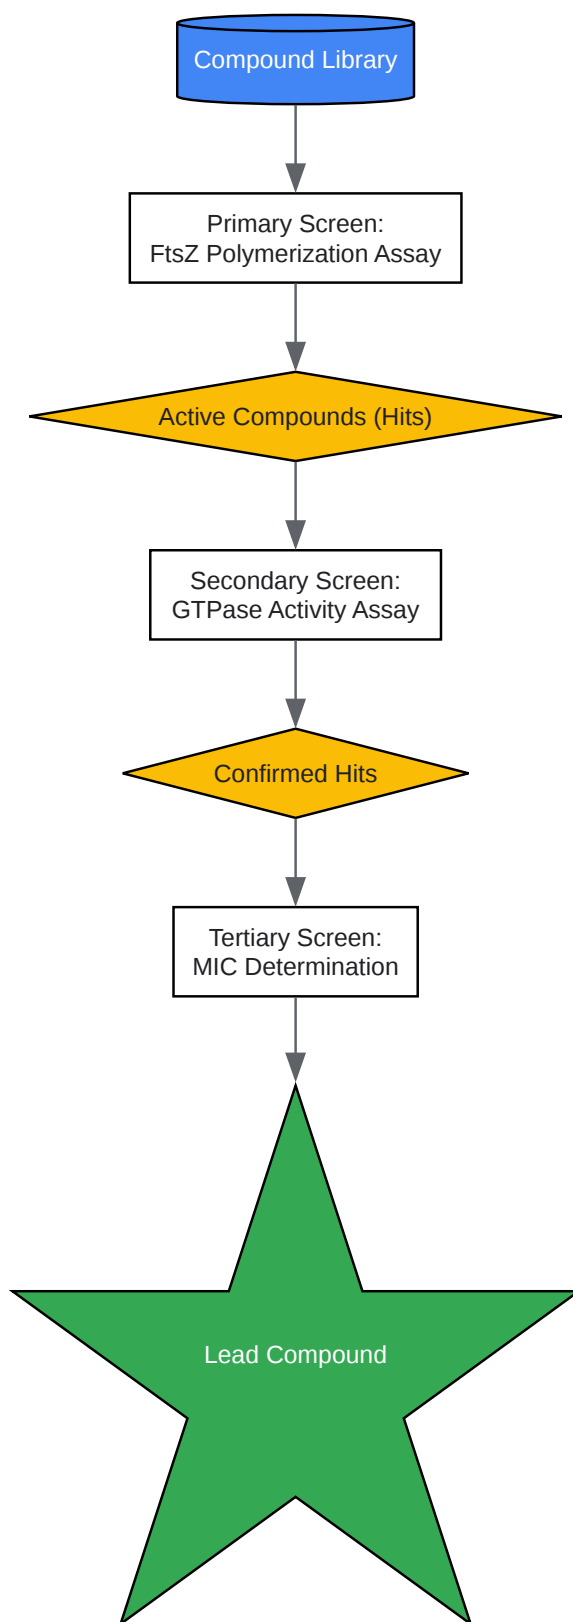 Compound Library
Primary Screen:
FtsZ Polymerization Assay
Active Compounds (Hits)
Secondary Screen:
GTPase Activity Assay
Confirmed Hits
Tertiary Screen:
MIC Determination
Lead Compound